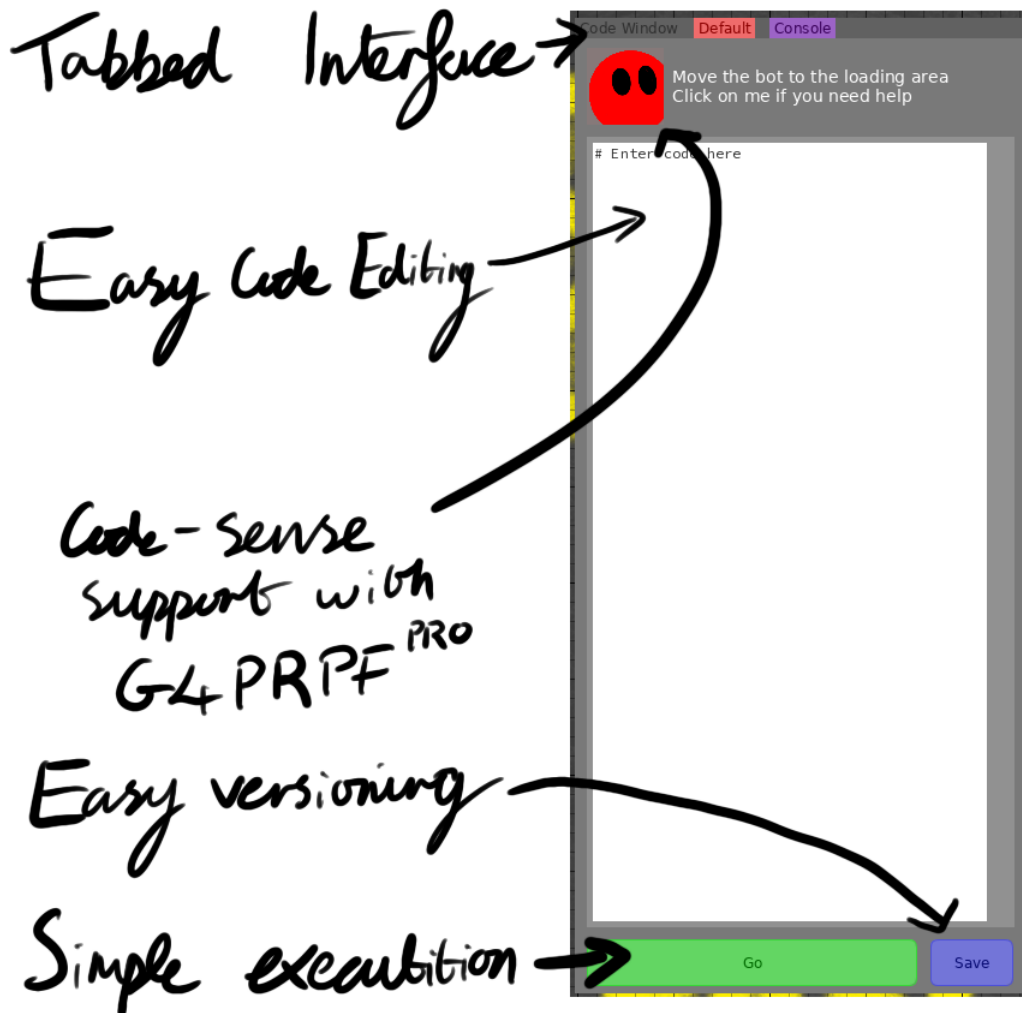 Tabbed Interface
Code Window Default Console
Move the bot to the loading area
Click on me if you need help
# Enter code here
Easy Code Editing
Code-sense
support with
G4PRPF PRO
Easy versioning
Simple excautition
Go Save